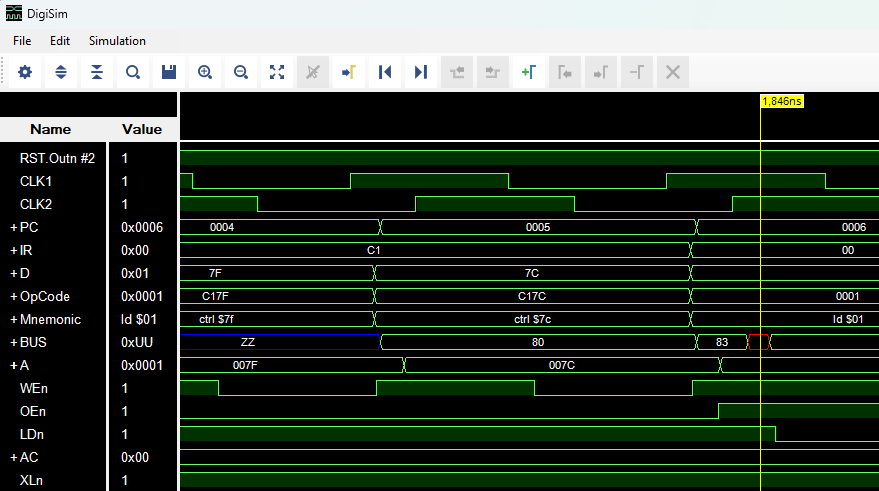 DigiSim
File Edit Simulation
1,846ns
Name Value
RST.Outn #2 1
CLK1 1
CLK2 1
+ PC 0x0006 0004 0005 0006
+ IR 0x00 C1 00
+ D 0x01 7F 7C
+ OpCode 0x0001 C17F C17C 0001
+ Mnemonic ld $01 ctrl $7f ctrl $7c ld $01
+ BUS 0xUU ZZ 80 83
+ A 0x0001 007F 007C
WEn 1
OEn 1
LDn 1
+ AC 0x00
XLn 1